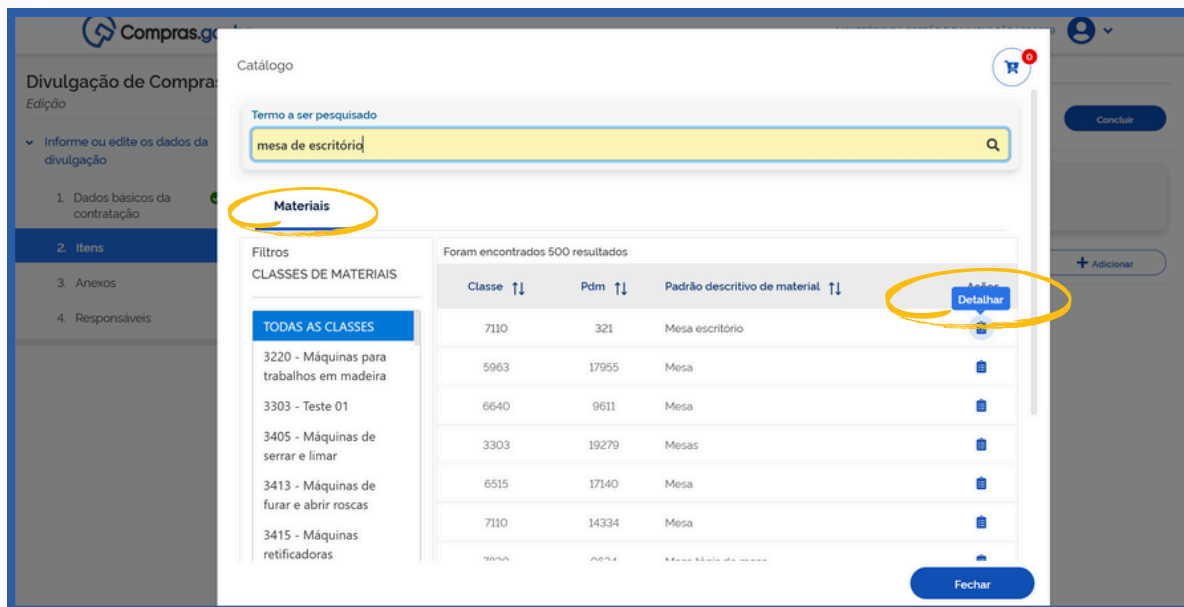 Compras.go
Divulgação de Compra
Edição
Informe ou edite os dados da
divulgação
1. Dados básicos da
contratação
2. Itens
3. Anexos
4. Responsáveis
Concluir
Adicionar
Catálogo
0
Termo a ser pesquisado
mesa de escritório
Materiais
Filtros
CLASSES DE MATERIAIS
TODAS AS CLASSES
3220 - Máquinas para
trabalhos em madeira
3303 - Teste 01
3405 - Máquinas de
serrar e limar
3413 - Máquinas de
furar e abrir roscas
3415 - Máquinas
retificadoras
Foram encontrados 500 resultados
Classe Pdm Padrão descritivo de material Ações
Detalhar
7110 321 Mesa escritório
5963 17955 Mesa
6640 9611 Mesa
3303 19279 Mesas
6515 17140 Mesa
7110 14334 Mesa
Fechar